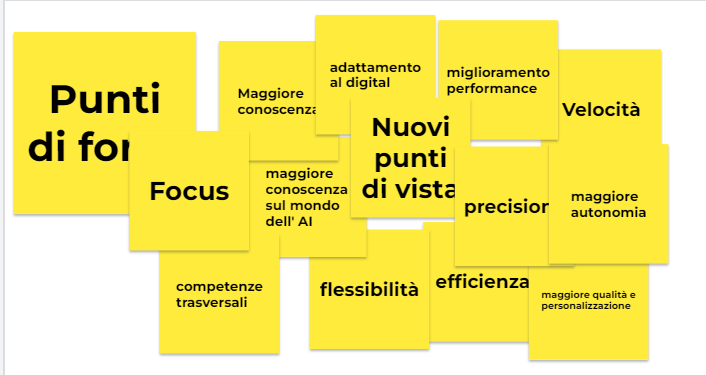 Punti
di for
Maggiore
conoscenza
adattamento
al digital
miglioramento
performance
Velocità
Focus
maggiore
conoscenza
sul mondo
dell' AI
Nuovi
punti
di vista
precision
maggiore
autonomia
competenze
trasversali
flessibilità
efficienza
maggiore qualità e
personalizzazione